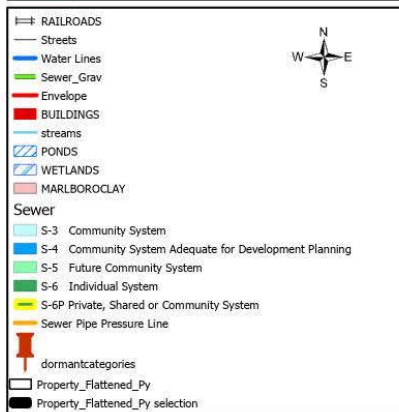 RAILROADS
Streets
Water Lines
Sewer_Grav
Envelope
BUILDINGS
streams
PONDS
WETLANDS
MARLBOROCLAY
Sewer
S-3 Community System
S-4 Community System Adequate for Development Planning
S-5 Future Community System
S-6 Individual System
S-6P Private, Shared or Community System
Sewer Pipe Pressure Line
dormantcategories
Property_Flattened_Py
Property_Flattened_Py selection
N
W E
S